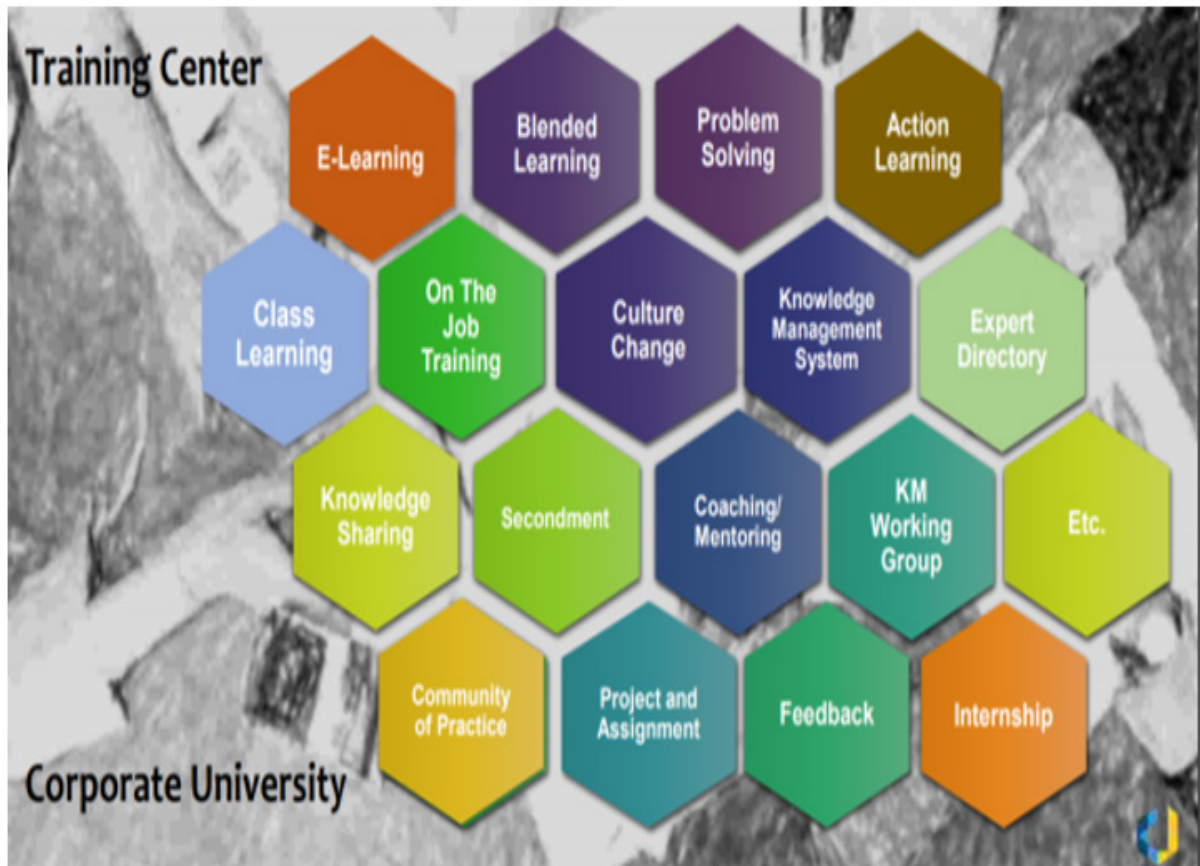 Training Center
E-Learning
Blended
Learning
Problem
Solving
Action
Learning
Class
Learning
On The
Job
Training
Culture
Change
Knowledge
Management
System
Expert
Directory
Knowledge
Sharing
Secondment
Coaching/
Mentoring
KM
Working
Group
Etc.
Community
of Practice
Project and
Assignment
Feedback
Internship
Corporate University